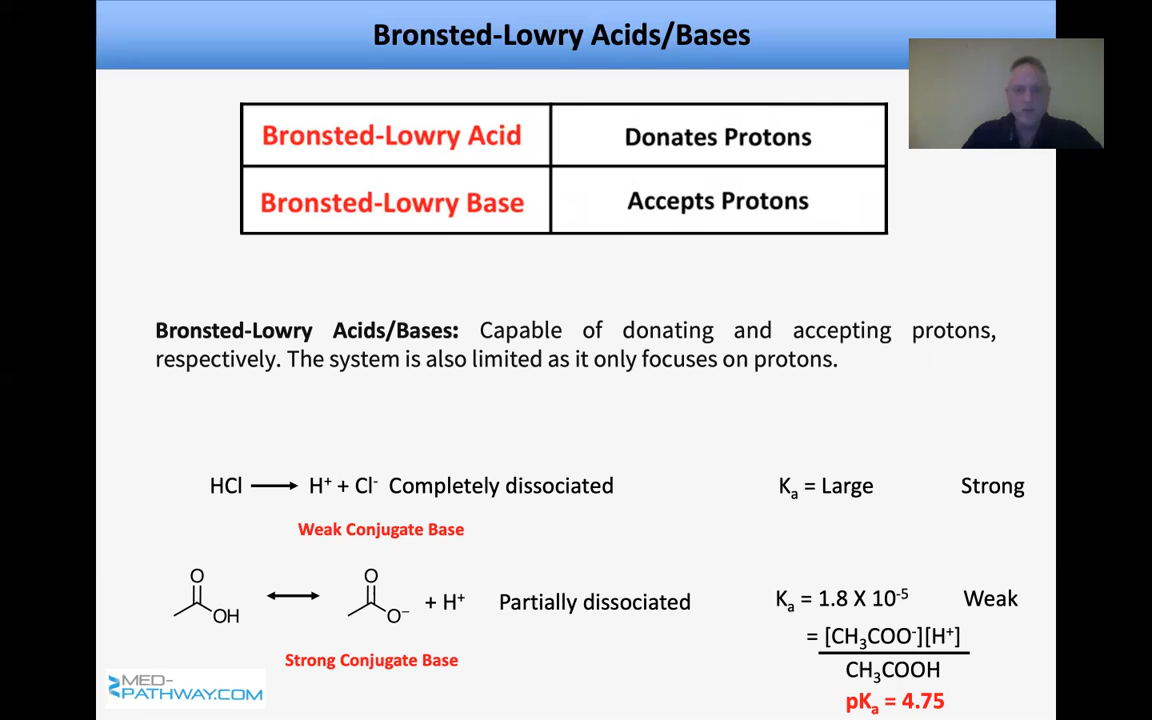 Bronsted-Lowry Acids/Bases
Bronsted-Lowry Acid Donates Protons
Bronsted-Lowry Base Accepts Protons
Bronsted-Lowry Acids/Bases: Capable of donating and accepting protons,
respectively. The system is also limited as it only focuses on protons.
HCl ⟶ H⁺ + Cl⁻ Completely dissociated Kₐ = Large Strong
Weak Conjugate Base
O O
OH ⟷ O⁻ + H⁺ Partially dissociated Kₐ = 1.8 X 10⁻⁵ Weak
= [CH₃COO⁻][H⁺]
CH₃COOH
Strong Conjugate Base
pKₐ = 4.75
MED-
PATHWAY.COM